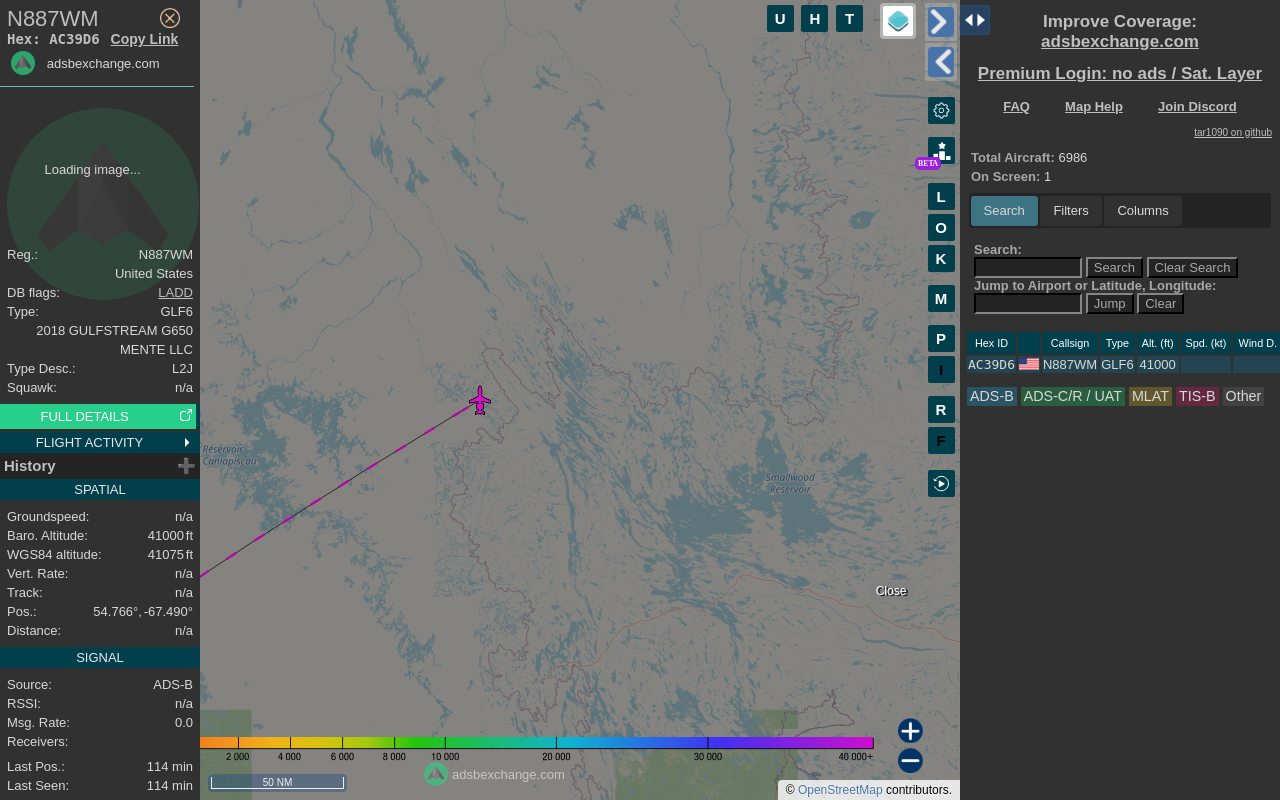 N887WM
Hex: AC39D6 Copy Link
adsbexchange.com
Loading image...
Reg.: N887WM
United States
DB flags: LADD
Type: GLF6
2018 GULFSTREAM G650
MENTE LLC
Type Desc.: L2J
Squawk: n/a
FULL DETAILS
FLIGHT ACTIVITY
History
SPATIAL
Groundspeed: n/a
Baro. Altitude: 41000 ft
WGS84 altitude: 41075 ft
Vert. Rate: n/a
Track: n/a
Pos.: 54.766°, -67.490°
Distance: n/a
SIGNAL
Source: ADS-B
RSSI: n/a
Msg. Rate: 0.0
Receivers:
Last Pos.: 114 min
Last Seen: 114 min
U H T
BETA
L
O
K
M
P
I
R
F
Réservoir
Caniapiscau
Smallwood
Reservoir
Close
2 000 4 000 6 000 8 000 10 000 20 000 30 000 40 000+
50 NM
adsbexchange.com
© OpenStreetMap contributors.
Improve Coverage:
adsbexchange.com
Premium Login: no ads / Sat. Layer
FAQ Map Help Join Discord
tar1090 on github
Total Aircraft: 6986
On Screen: 1
Search Filters Columns
Search:
Search Clear Search
Jump to Airport or Latitude, Longitude:
Jump Clear
Hex ID Callsign Type Alt. (ft) Spd. (kt) Wind D.
AC39D6 N887WM GLF6 41000
ADS-B ADS-C/R / UAT MLAT TIS-B Other